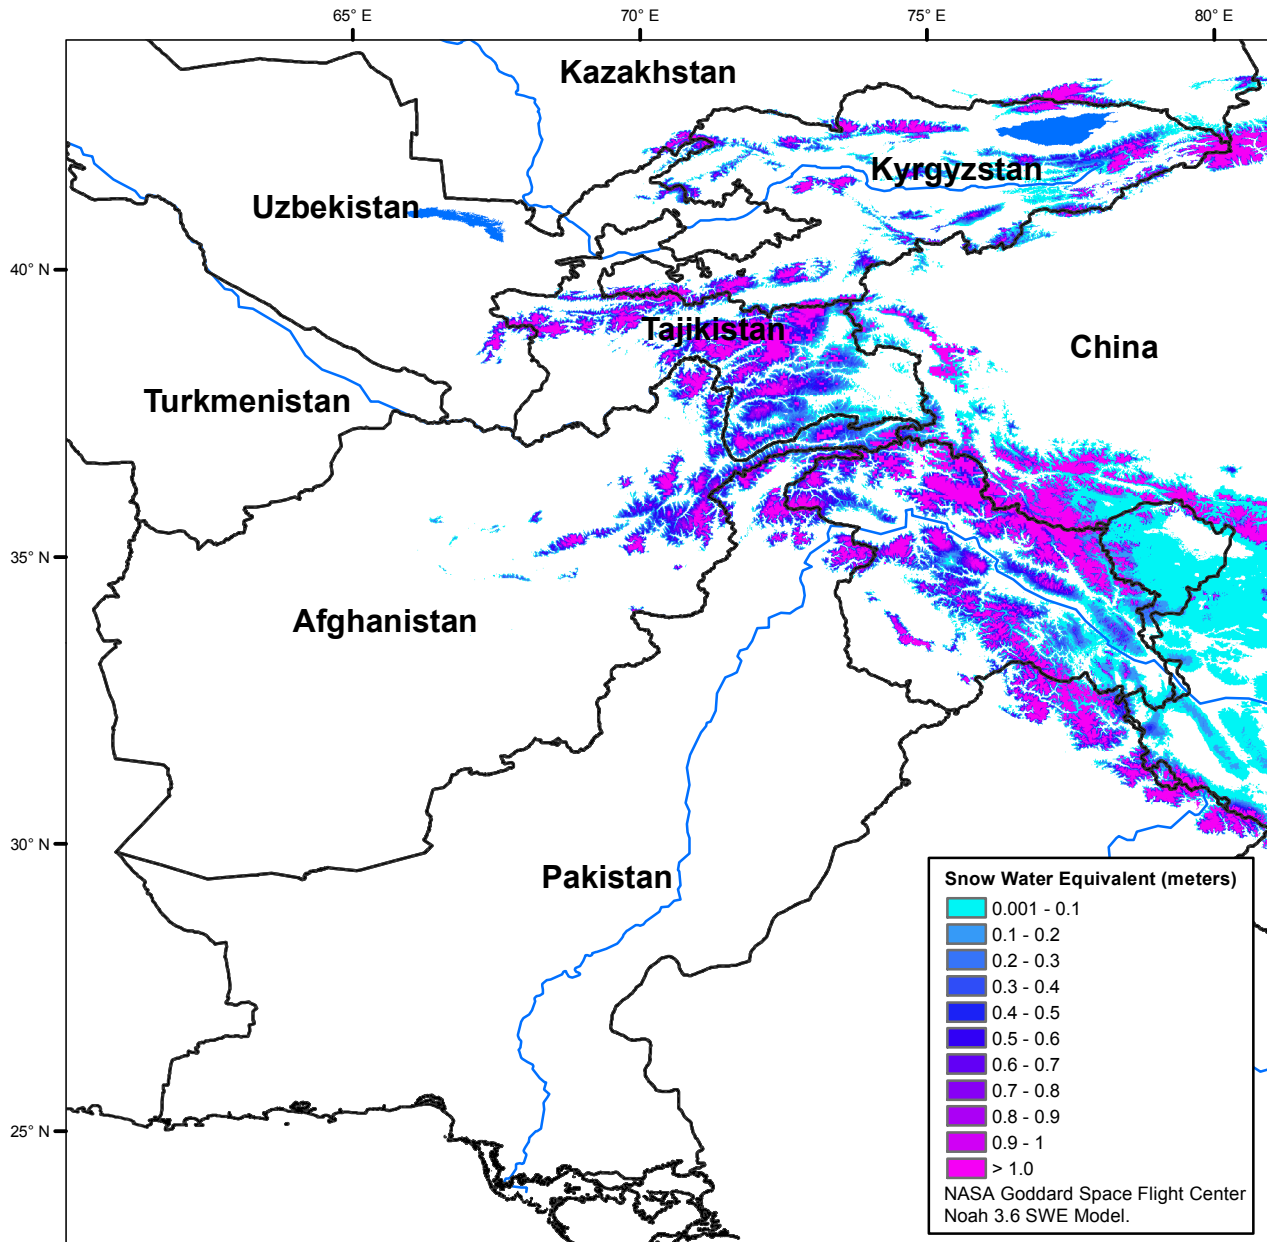 65° E
70° E
75° E
80° E
Kazakhstan
Kyrgyzstan
Uzbekistan
40° N
Tajikistan
China
Turkmenistan
35° N
Afghanistan
30° N
Pakistan
25° N
Snow Water Equivalent (meters)
0.001 - 0.1
0.1 - 0.2
0.2 - 0.3
0.3 - 0.4
0.4 - 0.5
0.5 - 0.6
0.6 - 0.7
0.7 - 0.8
0.8 - 0.9
0.9 - 1
> 1.0
NASA Goddard Space Flight Center
Noah 3.6 SWE Model.